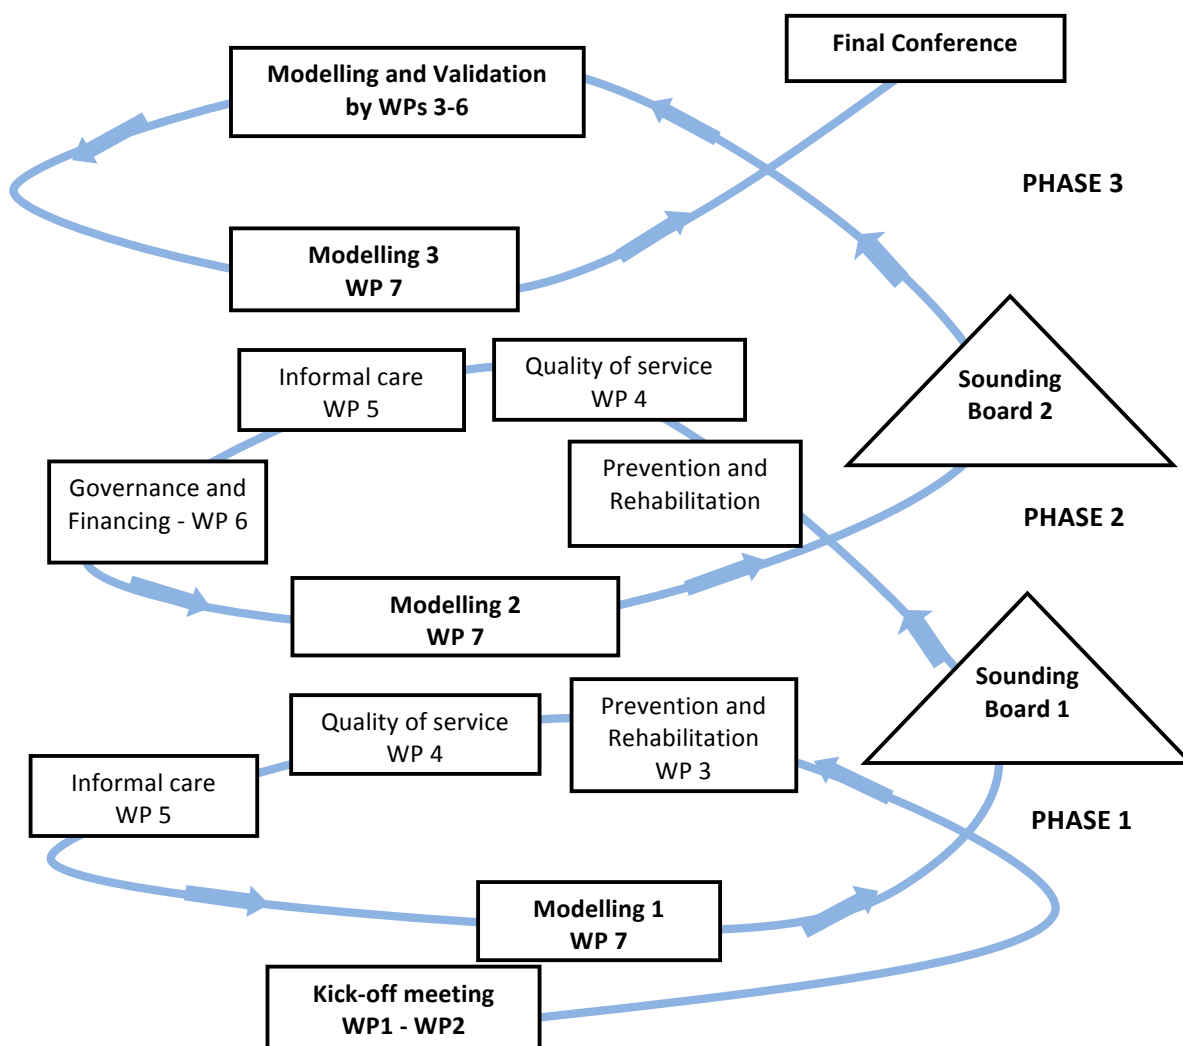 Final Conference
Modelling and Validation
by WPs 3-6
PHASE 3
Modelling 3
WP 7
Informal care
WP 5
Quality of service
WP 4
Sounding
Board 2
Prevention and
Rehabilitation
Governance and
Financing - WP 6
PHASE 2
Modelling 2
WP 7
Sounding
Board 1
Prevention and
Rehabilitation
WP 3
Quality of service
WP 4
Informal care
WP 5
PHASE 1
Modelling 1
WP 7
Kick-off meeting
WP1 - WP2